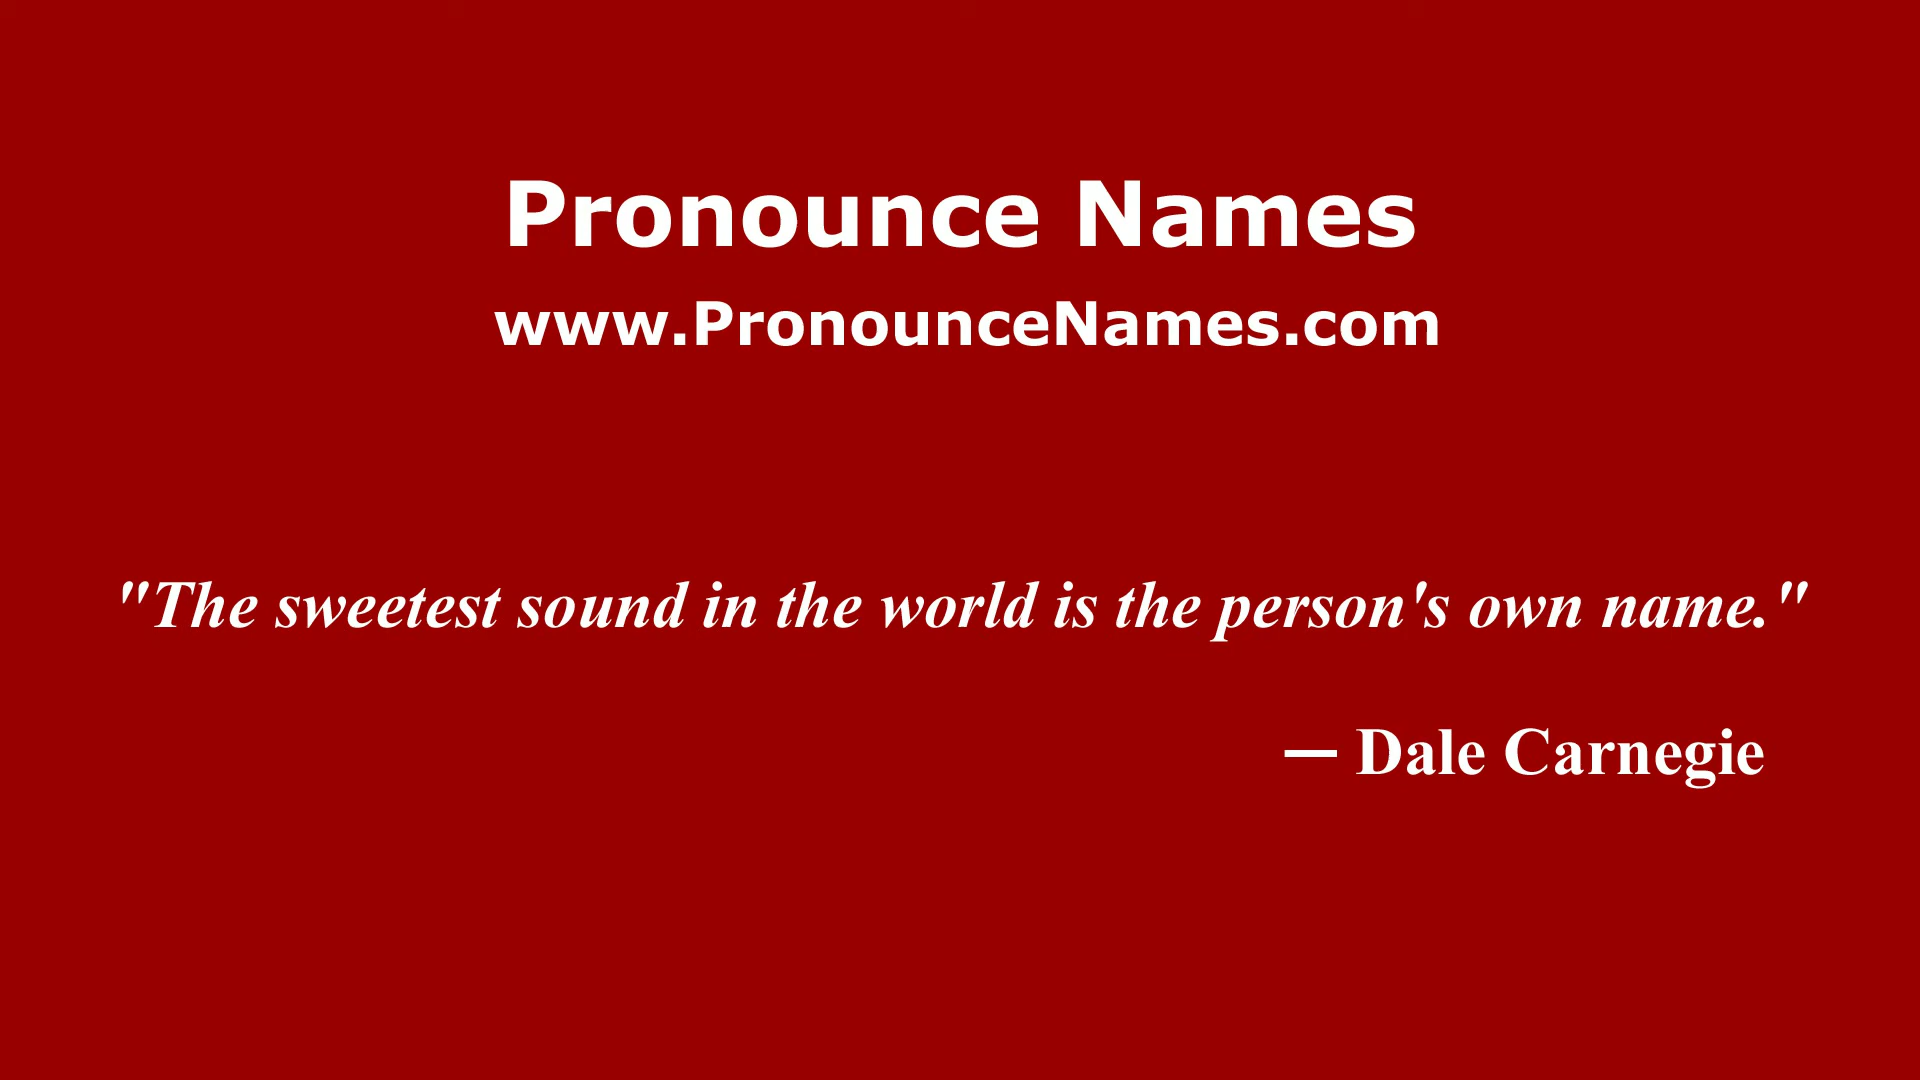 Pronounce Names
www.PronounceNames.com
"The sweetest sound in the world is the person's own name."
— Dale Carnegie